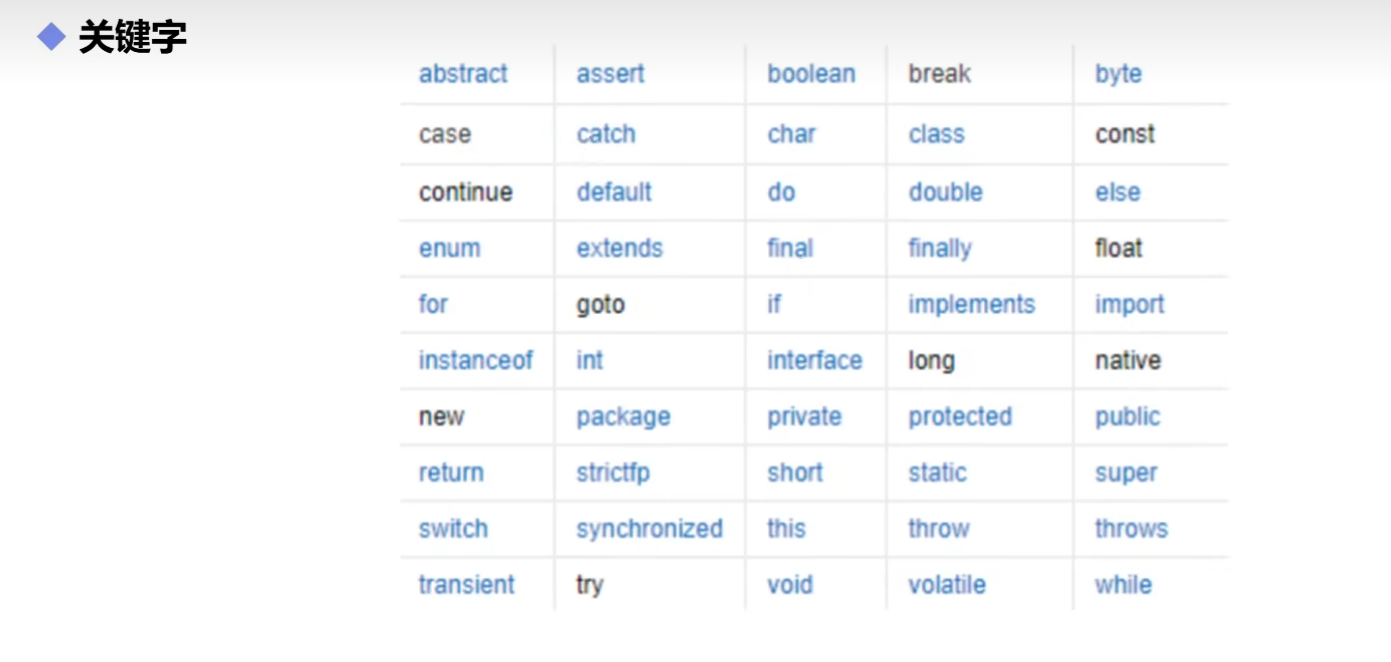 关键字
abstract assert boolean break byte
case catch char class const
continue default do double else
enum extends final finally float
for goto if implements import
instanceof int interface long native
new package private protected public
return strictfp short static super
switch synchronized this throw throws
transient try void volatile while